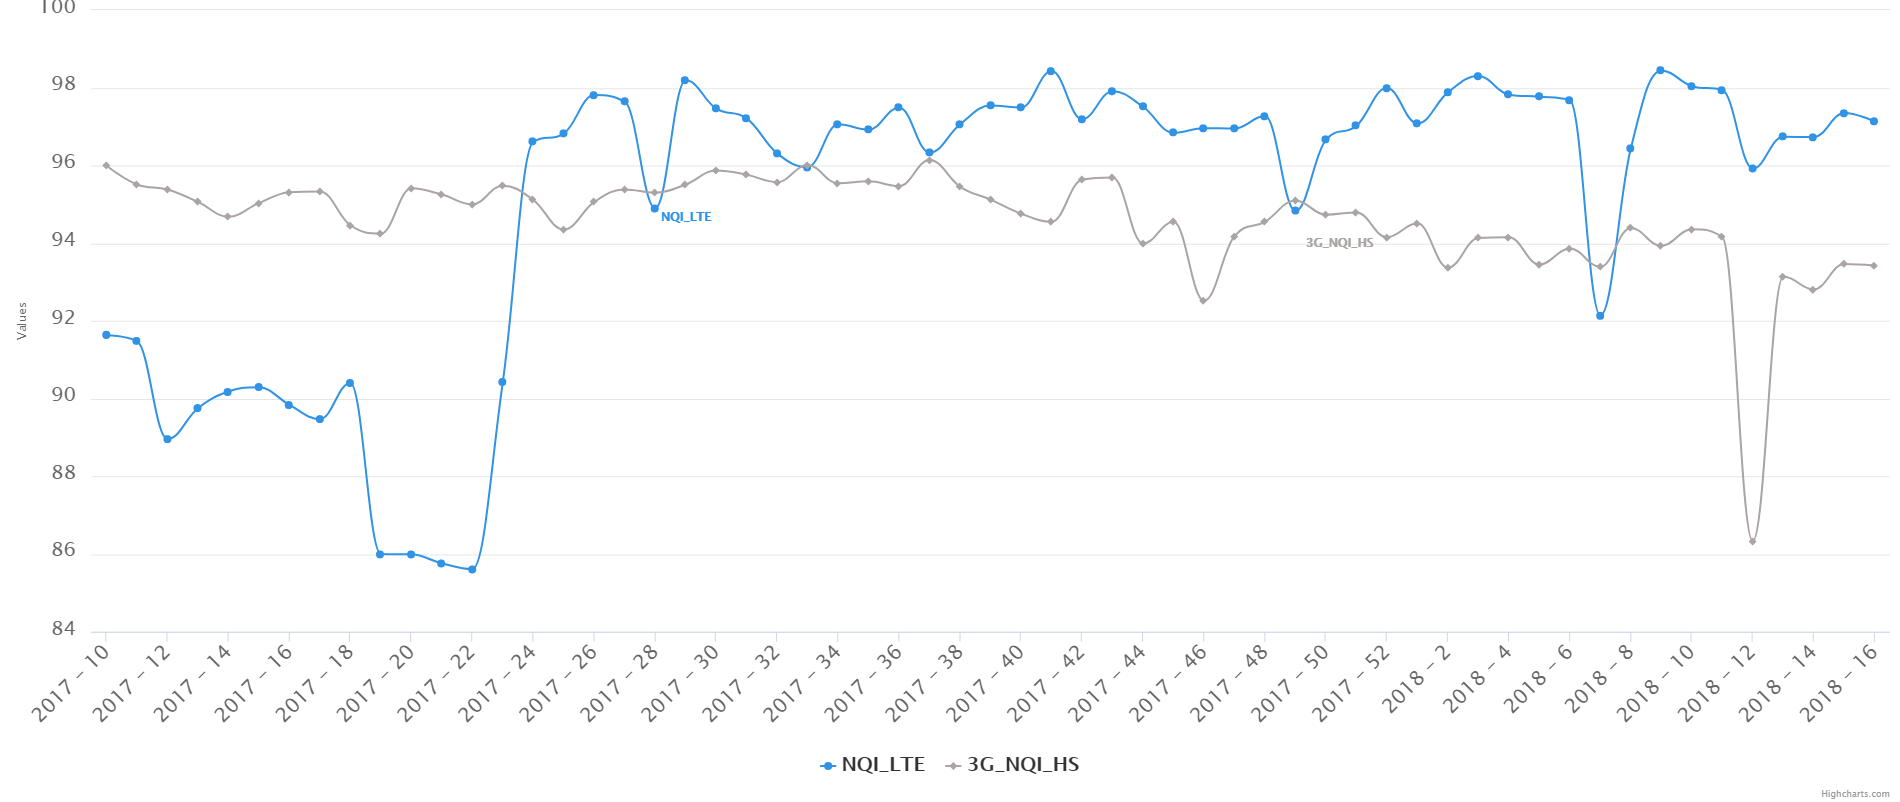 100
98
96
94
92
90
88
86
84
Values
NQI_LTE
3G_NQI_HS
2017 – 10
2017 – 12
2017 – 14
2017 – 16
2017 – 18
2017 – 20
2017 – 22
2017 – 24
2017 – 26
2017 – 28
2017 – 30
2017 – 32
2017 – 34
2017 – 36
2017 – 38
2017 – 40
2017 – 42
2017 – 44
2017 – 46
2017 – 48
2017 – 50
2017 – 52
2018 – 2
2018 – 4
2018 – 6
2018 – 8
2018 – 10
2018 – 12
2018 – 14
2018 – 16
NQI_LTE 3G_NQI_HS
Highcharts.com